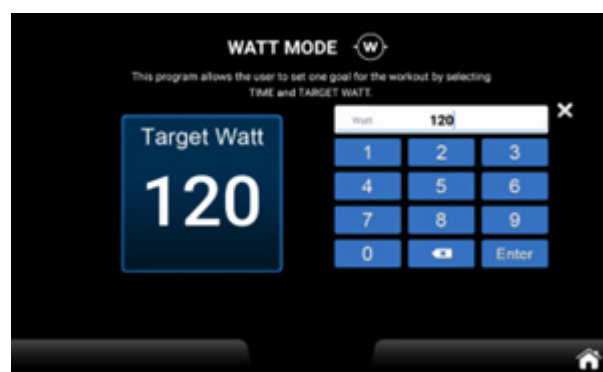 WATT MODE W
This program allows the user to set one goal for the workout by selecting
TIME and TARGET WATT.
Target Watt
120
Watt 120
1 2 3
4 5 6
7 8 9
0 Enter